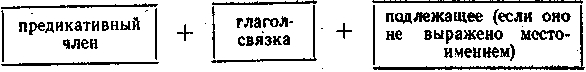 предикативный
член
+
глагол-
связка
+
подлежащее (если оно
не выражено место-
имением)